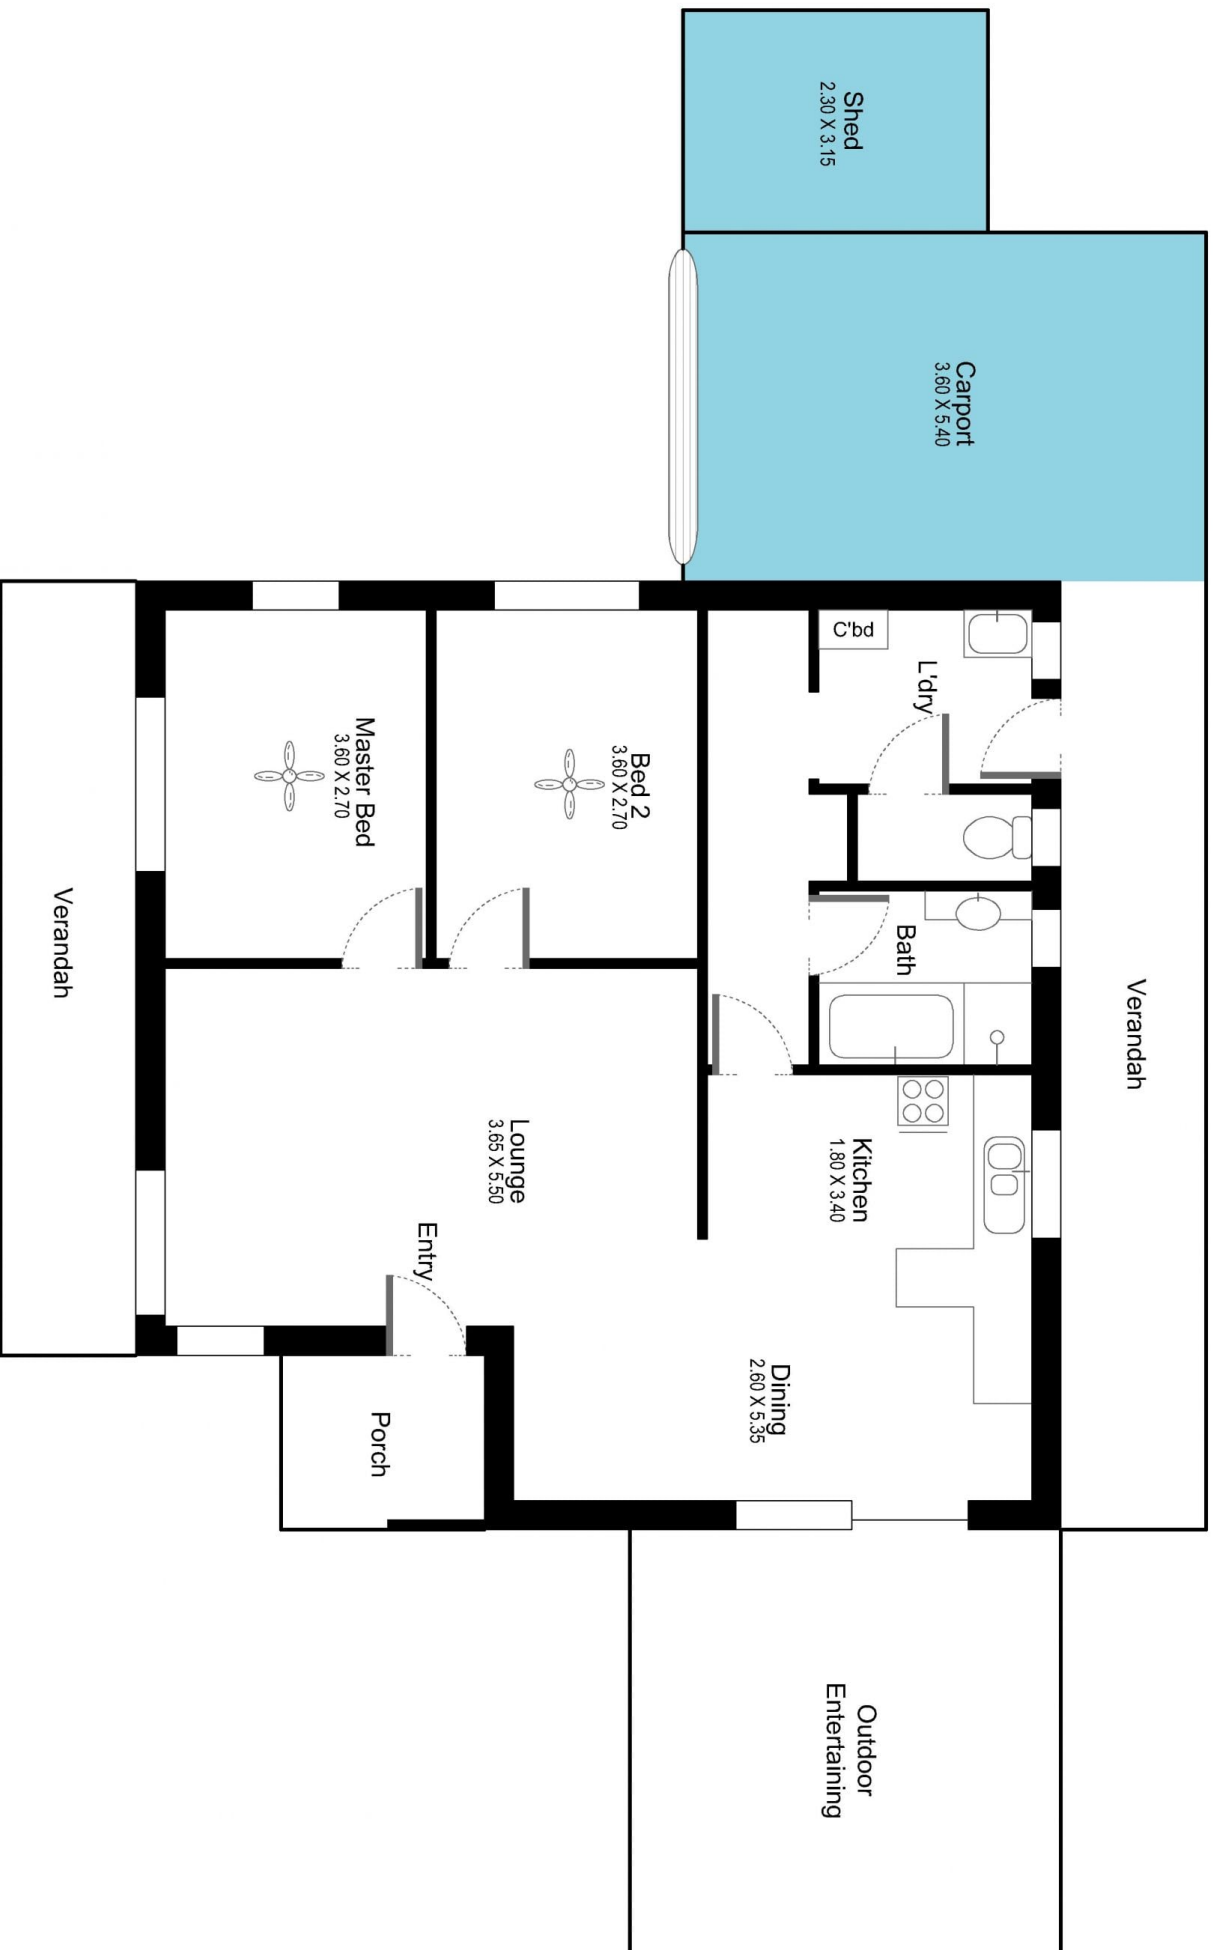 Verandah
Carport
3.60 X 5.40
Shed
2.30 X 3.15
L'dry
C'bd
Bath
Kitchen
1.80 X 3.40
Outdoor
Entertaining
Dining
2.60 X 5.35
Bed 2
3.60 X 2.70
Lounge
3.65 X 5.50
Entry
Porch
Master Bed
3.60 X 2.70
Verandah